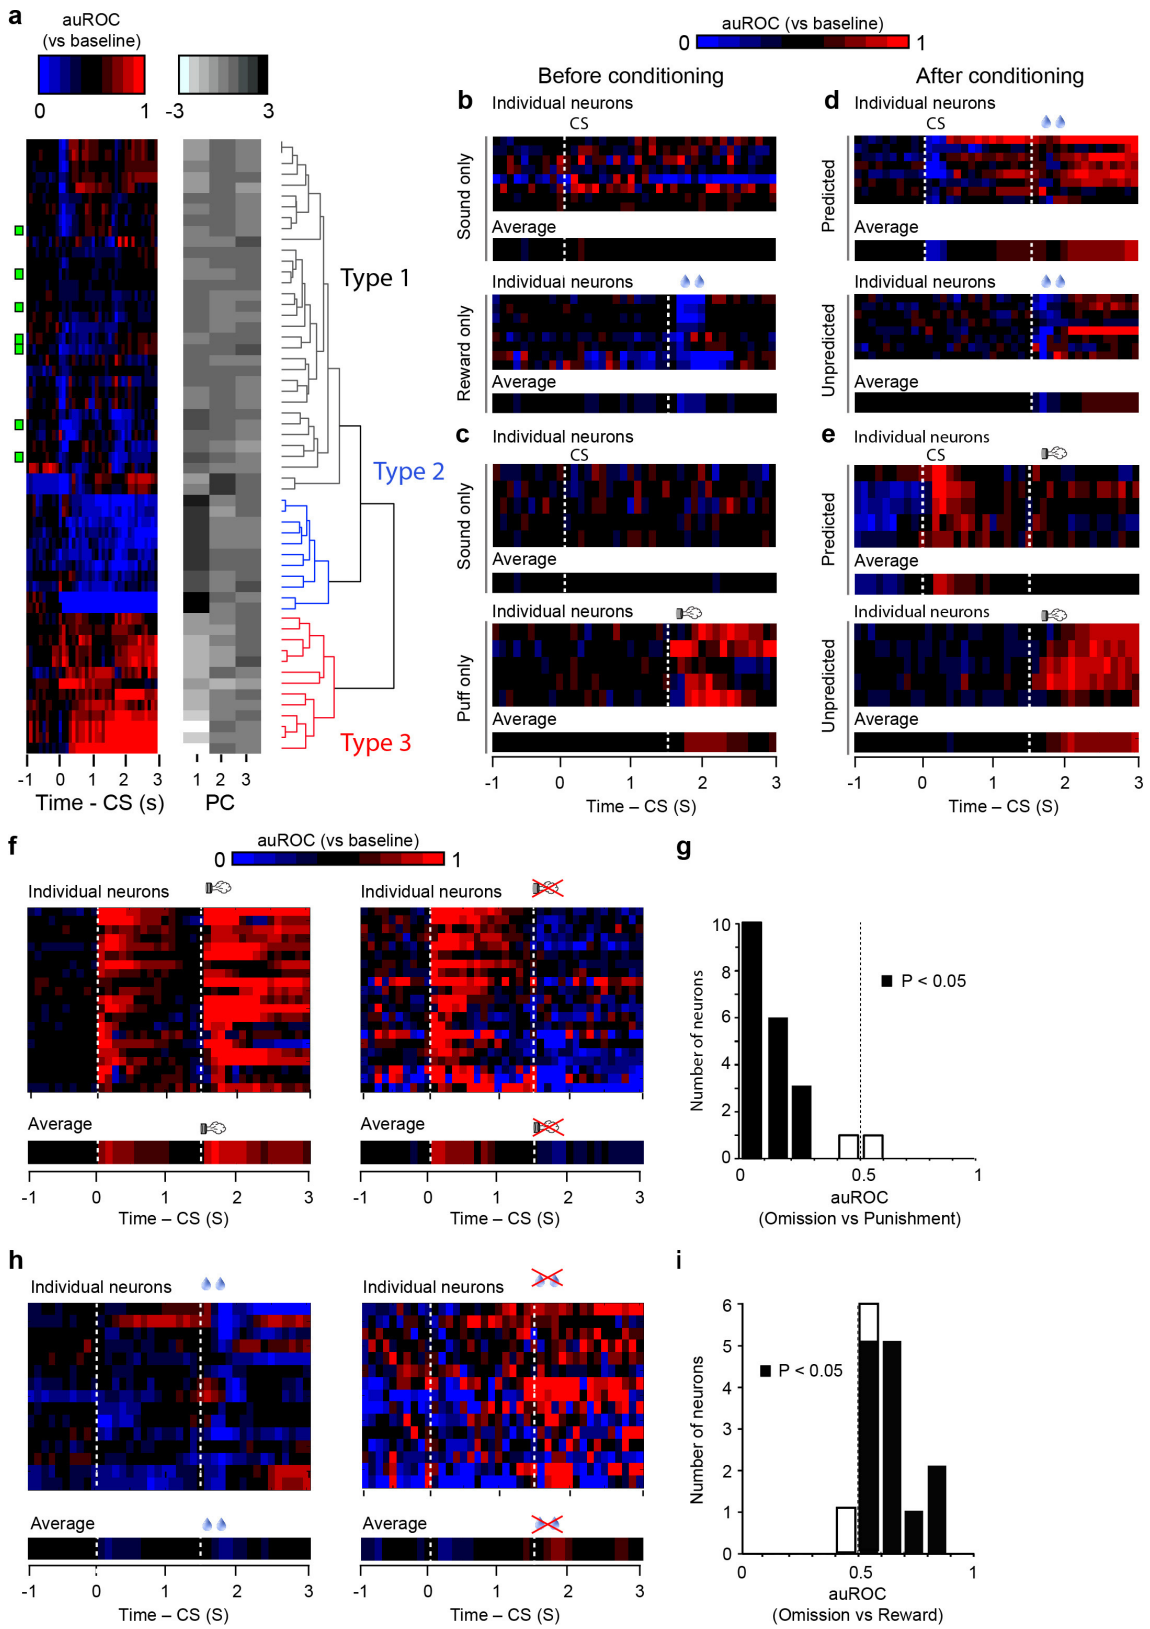 a
auROC
(vs baseline)
0 1
-3 3
Type 1
Type 2
Type 3
-1 0 1 2 3
Time - CS (s)
1 2 3
PC
auROC (vs baseline)
0 1
Before conditioning
After conditioning
b
Individual neurons
CS
Sound only
Average
Individual neurons
Reward only
Average
c
Individual neurons
CS
Sound only
Average
Individual neurons
Puff only
Average
-1 0 1 2 3
Time – CS (S)
d
Individual neurons
CS
Predicted
Average
Individual neurons
Unpredicted
Average
e
Individual neurons
CS
Predicted
Average
Individual neurons
Unpredicted
Average
-1 0 1 2 3
Time – CS (S)
f
auROC (vs baseline)
0 1
Individual neurons
Individual neurons
Average
Average
-1 0 1 2 3
-1 0 1 2 3
Time – CS (S)
Time – CS (S)
g
10
8
6
4
2
0
Number of neurons
P < 0.05
0 0.5 1
auROC
(Omission vs Punishment)
h
Individual neurons
Individual neurons
Average
Average
-1 0 1 2 3
-1 0 1 2 3
Time – CS (S)
Time – CS (S)
i
6
5
4
3
2
1
0
Number of neurons
P < 0.05
0 0.5 1
auROC
(Omission vs Reward)